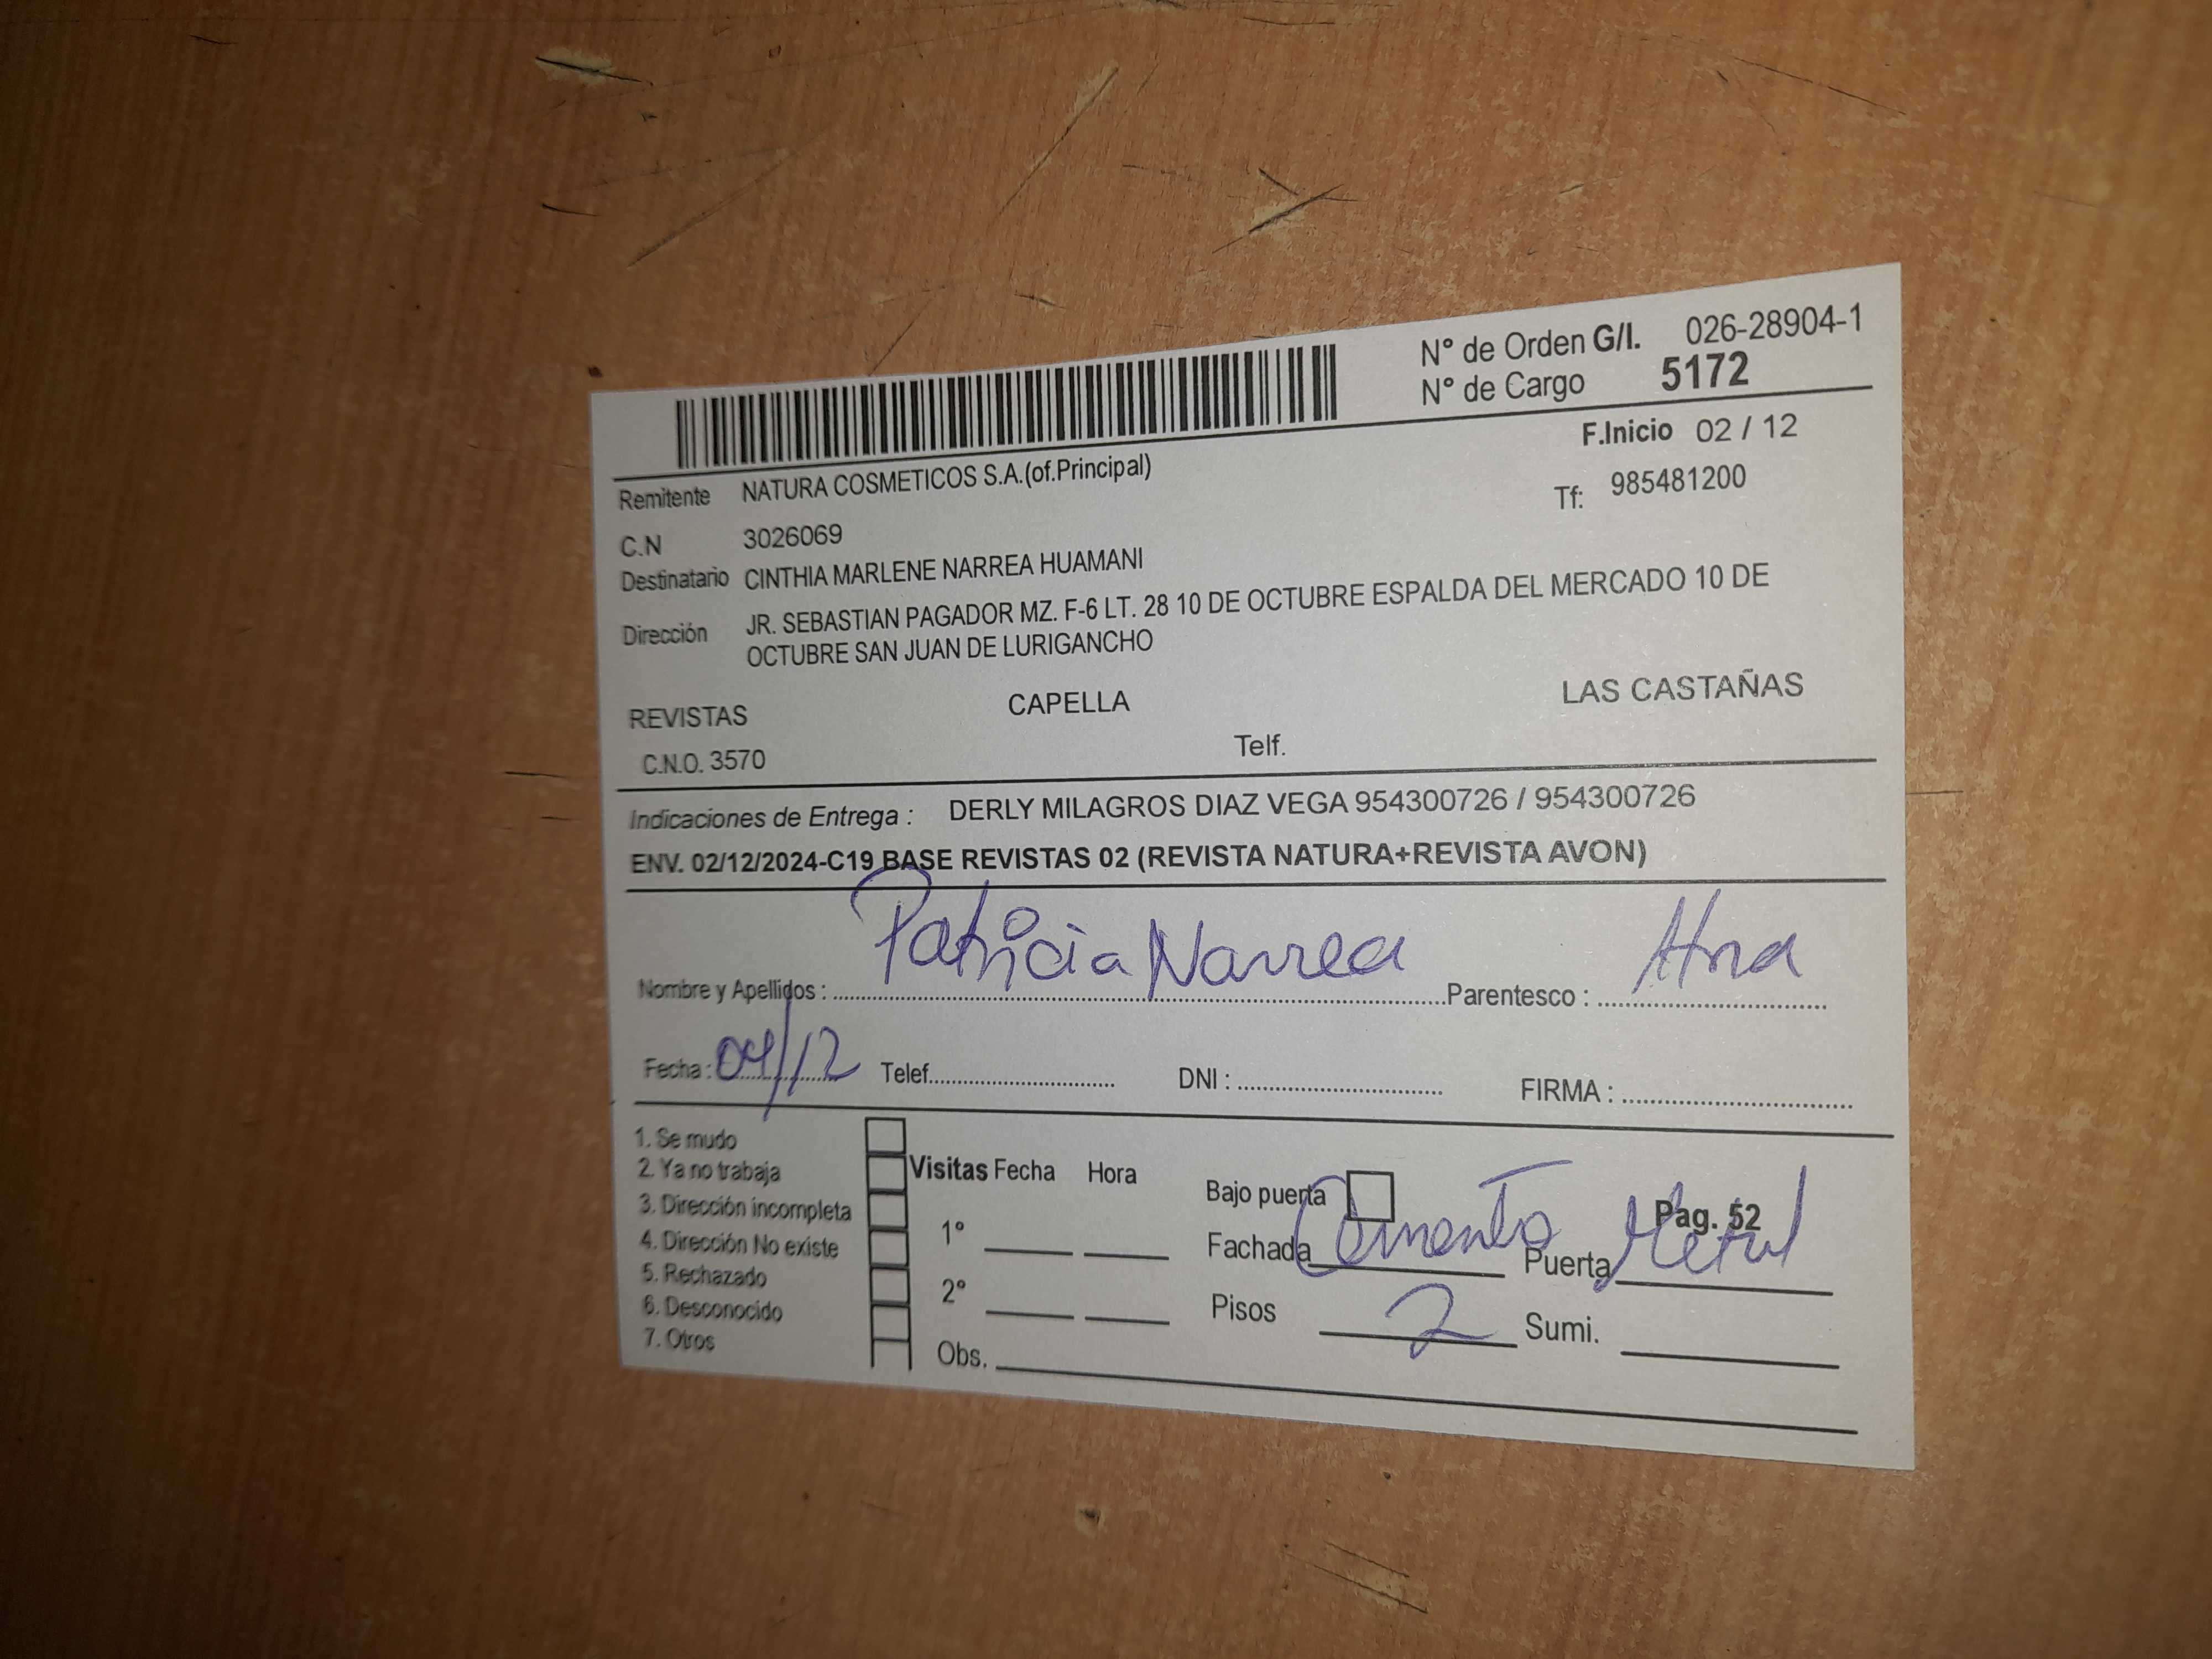 N° de Orden G/I. 026-28904-1
N° de Cargo 5172
F.Inicio 02 / 12
Remitente NATURA COSMETICOS S.A.(of.Principal)
Tf: 985481200
C.N 3026069
Destinatario CINTHIA MARLENE NARREA HUAMANI
Dirección JR. SEBASTIAN PAGADOR MZ. F-6 LT. 28 10 DE OCTUBRE ESPALDA DEL MERCADO 10 DE
OCTUBRE SAN JUAN DE LURIGANCHO
REVISTAS CAPELLA LAS CASTAÑAS
C.N.O. 3570 Telf.
Indicaciones de Entrega : DERLY MILAGROS DIAZ VEGA 954300726 / 954300726
ENV. 02/12/2024-C19 BASE REVISTAS 02 (REVISTA NATURA+REVISTA AVON)
Nombre y Apellidos : Patricia Narrea Parentesco : Hna
Fecha : 04/12 Telef. DNI : FIRMA :
1. Se mudo
2. Ya no trabaja
3. Dirección incompleta
4. Dirección No existe
5. Rechazado
6. Desconocido
7. Otros
Visitas Fecha Hora
1°
2°
Obs.
Bajo puerta Pag. 52
Fachada Cemento Puerta Metal
Pisos 2 Sumi.